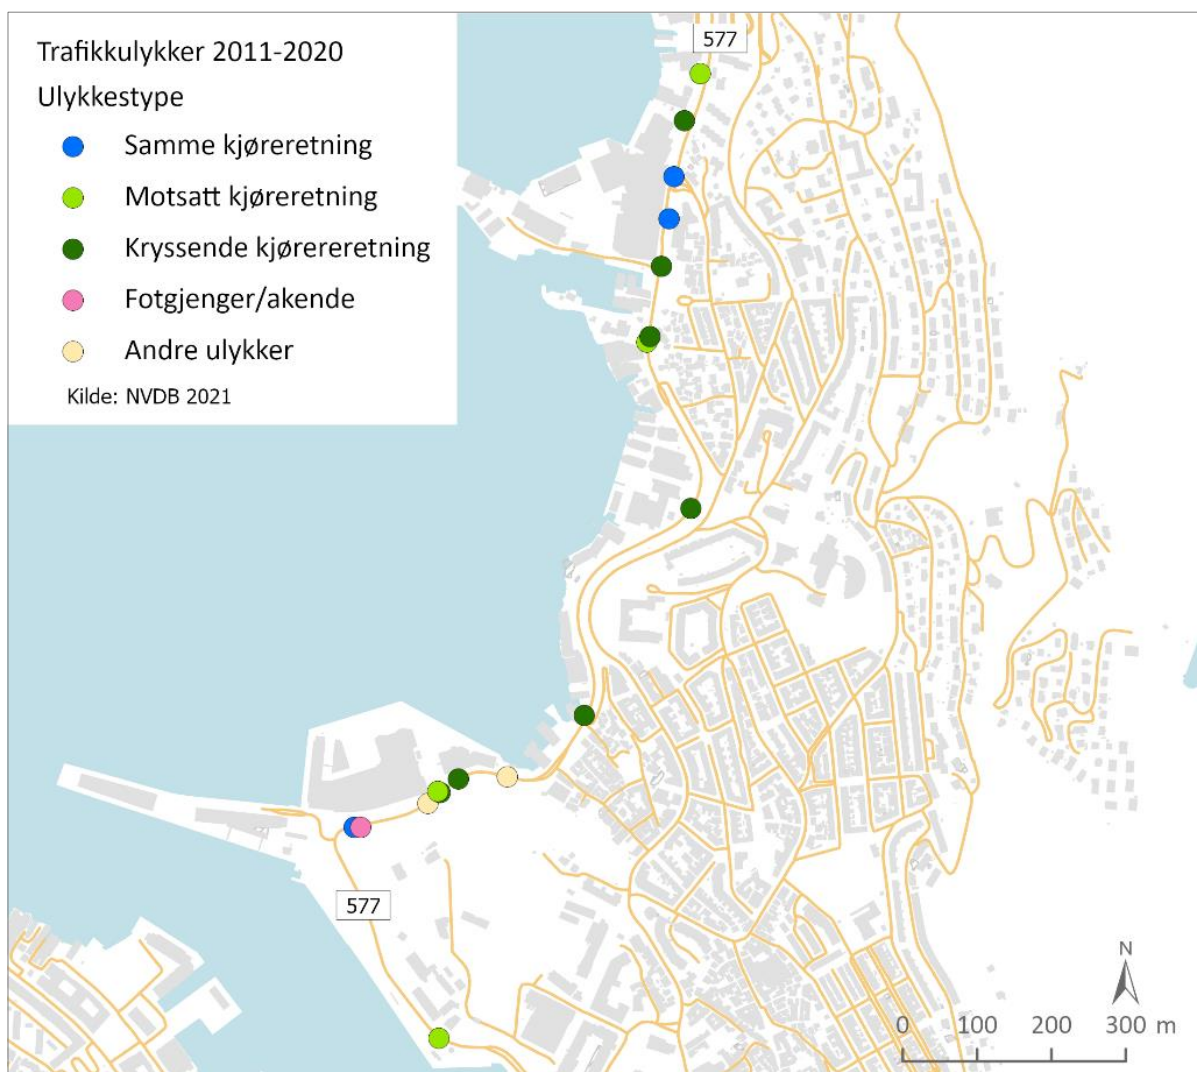 Trafikkulykker 2011-2020
Ulykkestype
Samme kjøreretning
Motsatt kjøreretning
Kryssende kjørereretning
Fotgjenger/akende
Andre ulykker
Kilde: NVDB 2021
577
577
N
0 100 200 300 m